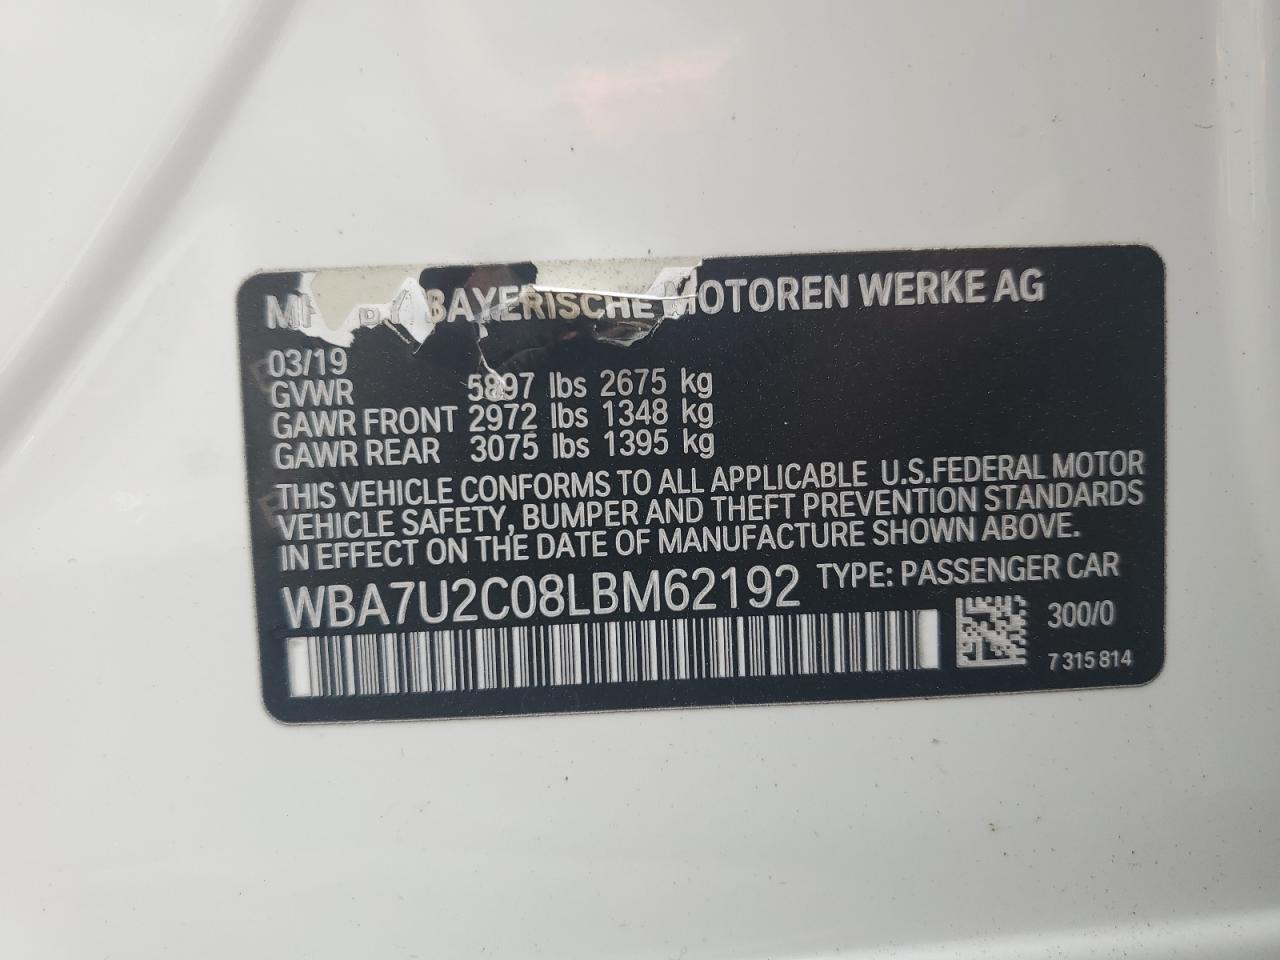 MFD BY BAYERISCHE MOTOREN WERKE AG
03/19
GVWR 5897 lbs 2675 kg
GAWR FRONT 2972 lbs 1348 kg
GAWR REAR 3075 lbs 1395 kg
THIS VEHICLE CONFORMS TO ALL APPLICABLE U.S.FEDERAL MOTOR
VEHICLE SAFETY, BUMPER AND THEFT PREVENTION STANDARDS
IN EFFECT ON THE DATE OF MANUFACTURE SHOWN ABOVE.
WBA7U2C08LBM62192 TYPE: PASSENGER CAR
300/0
7 315 814